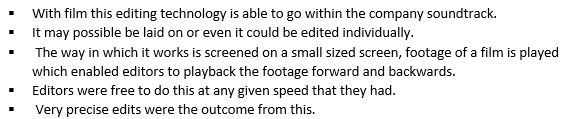 ▪ With film this editing technology is able to go within the company soundtrack.
▪ It may possible be laid on or even it could be edited individually.
▪ The way in which it works is screened on a small sized screen, footage of a film is played
which enabled editors to playback the footage forward and backwards.
▪ Editors were free to do this at any given speed that they had.
▪ Very precise edits were the outcome from this.